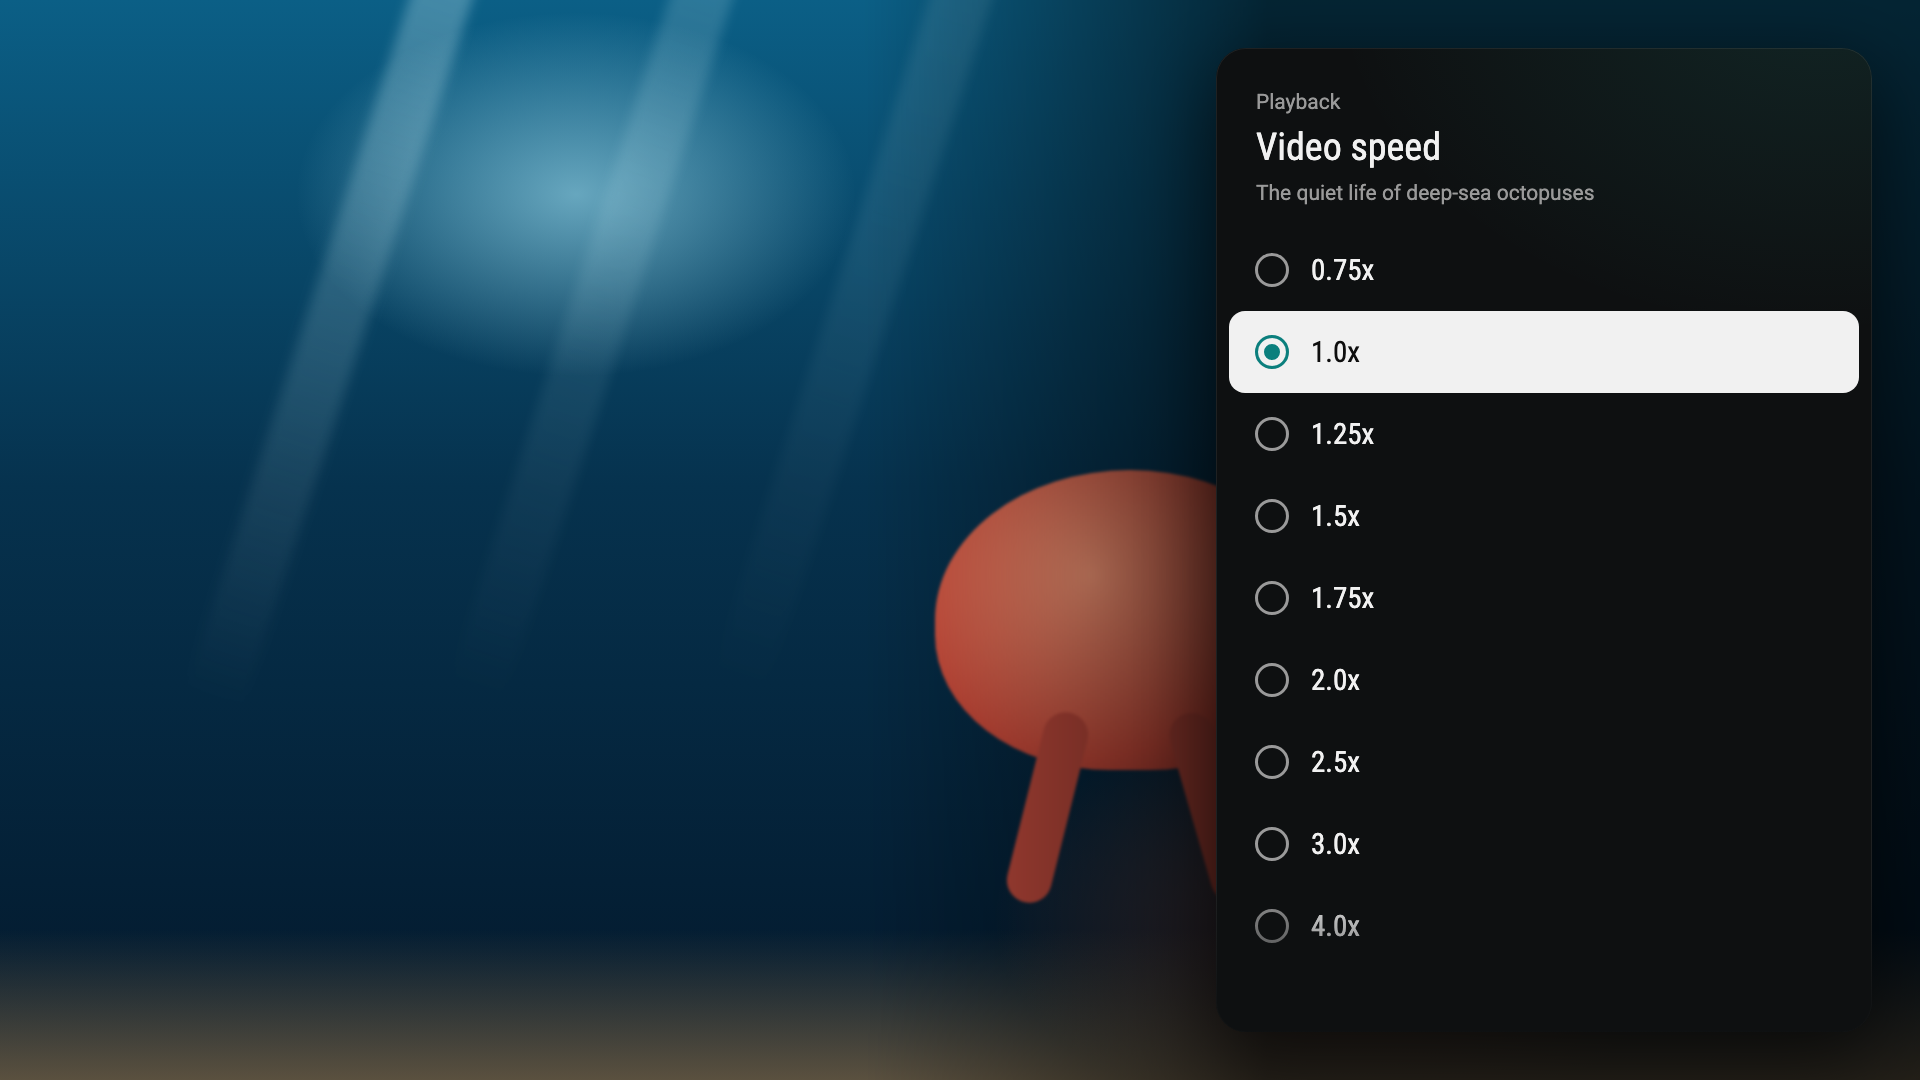 Playback
Video speed
The quiet life of deep-sea octopuses
0.75x
1.0x
1.25x
1.5x
1.75x
2.0x
2.5x
3.0x
4.0x